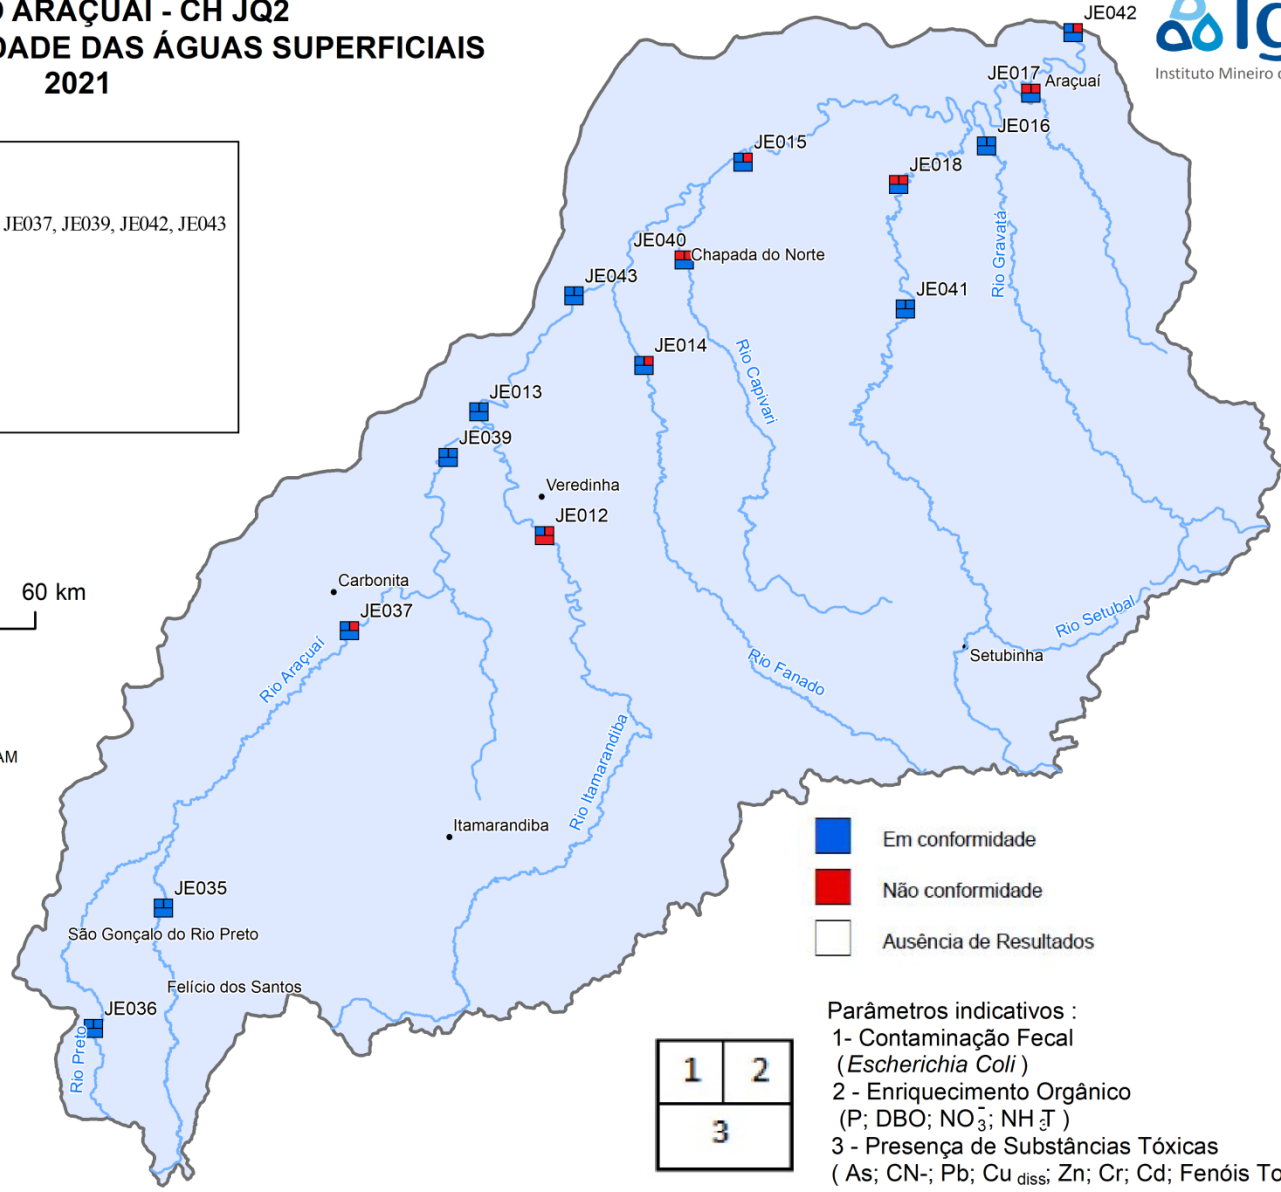 ARAÇUAÍ - CH JQ2
DADE DAS ÁGUAS SUPERFICIAIS
2021
JE037, JE039, JE042, JE043
60 km
AM
Instituto Mineiro d
JE042
JE017
Araçuaí
JE016
JE015
JE018
JE040
Chapada do Norte
Rio Gravatá
JE043
JE041
JE014
Rio Capivari
JE013
JE039
Veredinha
JE012
Carbonita
JE037
Rio Araçuaí
Rio Setubal
Setubinha
Rio Fanado
Rio Itamarandiba
Itamarandiba
JE035
São Gonçalo do Rio Preto
Felício dos Santos
JE036
Rio Preto
Em conformidade
Não conformidade
Ausência de Resultados
1 2
3
Parâmetros indicativos :
1- Contaminação Fecal
(Escherichia Coli )
2 - Enriquecimento Orgânico
(P; DBO; NO3-; NH3T )
3 - Presença de Substâncias Tóxicas
( As; CN-; Pb; Cu diss; Zn; Cr; Cd; Fenóis To